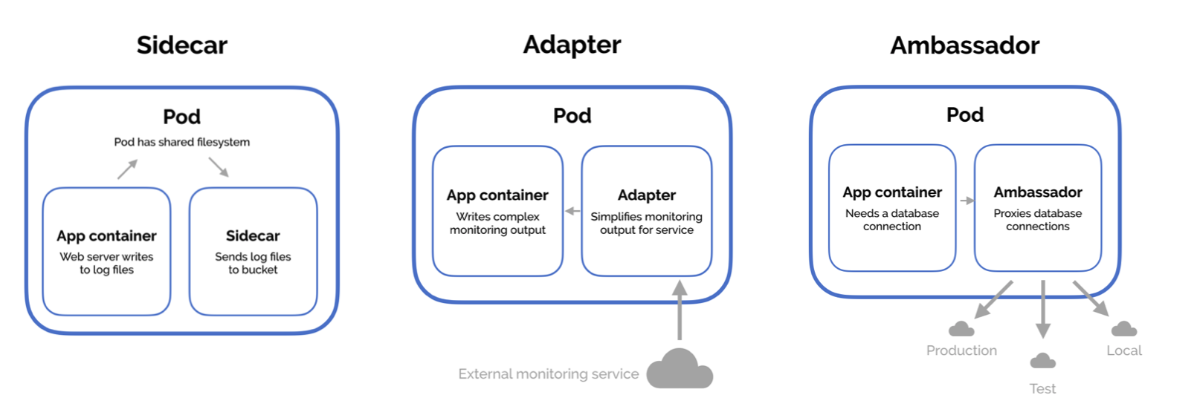 Sidecar
Pod
Pod has shared filesystem
App container
Web server writes
to log files
Sidecar
Sends log files
to bucket
Adapter
Pod
App container
Writes complex
monitoring output
Adapter
Simplifies monitoring
output for service
External monitoring service
Ambassador
Pod
App container
Needs a database
connection
Ambassador
Proxies database
connections
Production
Test
Local